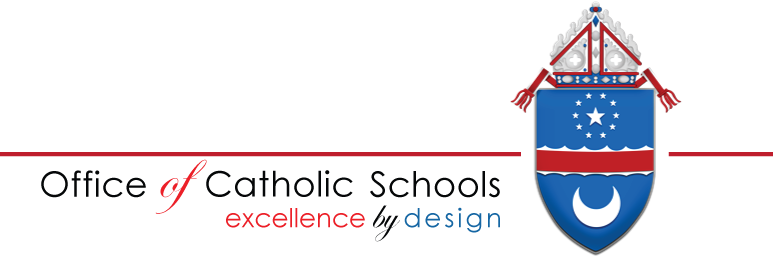 Office of Catholic Schools
excellence by design